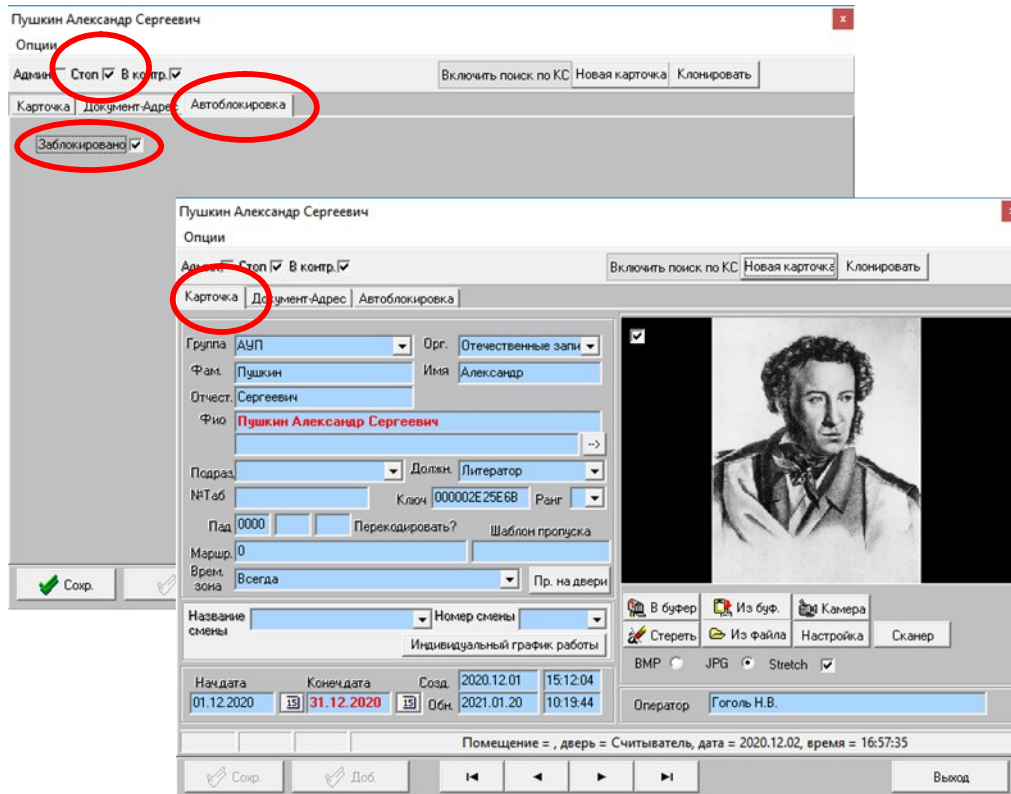 Пушкин Александр Сергеевич x
Опции
Админ Стоп В контр. Включить поиск по КС Новая карточка Клонировать
Карточка Документ-Адрес Автоблокировка
Заблокировано
Сохр.
Пушкин Александр Сергеевич
Опции
Админ Стоп В контр. Включить поиск по КС Новая карточка Клонировать
Карточка Документ-Адрес Автоблокировка
Группа АУП Орг. Отечественные запи
Фам. Пушкин Имя Александр
Отчест. Сергеевич
Фио Пушкин Александр Сергеевич
-->
Подраз. Должн. Литератор
№Таб Ключ 000002E25E6B Ранг
Пад 0000 Перекодировать? Шаблон пропуска
Маршр. 0
Врем. зона Всегда Пр. на двери
Название смены Номер смены
Индивидуальный график работы
Нач.дата Конеч.дата Созд. 2020.12.01 15:12:04
01.12.2020 15 31.12.2020 15 Обн. 2021.01.20 10:19:44
В буфер Из буф. Камера
Стереть Из файла Настройка Сканер
BMP JPG Stretch
Оператор Гоголь Н.В.
Помещение = , дверь = Считыватель, дата = 2020.12.02, время = 16:57:35
Сохр. Доб. Выход